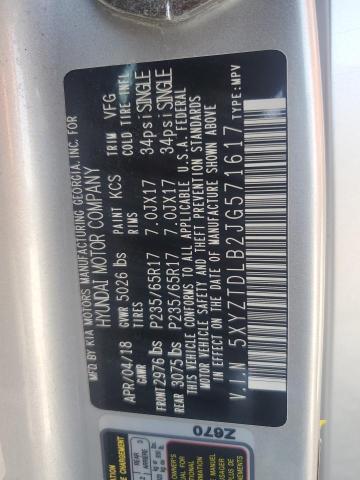 MFD BY KIA MOTORS MANUFACTURING GEORGIA, INC. FOR
HYUNDAI MOTOR COMPANY
APR/04/18 GVWR 5026 lbs PAINT KCS TRIM VFG
GAWR TIRES RIMS COLD TIRE INFL
FRONT 2976 lbs P235/65R17 7.0JX17 34psi SINGLE
REAR 3075 lbs P235/65R17 7.0JX17 34psi SINGLE
THIS VEHICLE CONFORMS TO ALL APPLICABLE U.S.A. FEDERAL
MOTOR VEHICLE SAFETY AND THEFT PREVENTION STANDARDS
IN EFFECT ON THE DATE OF MANUFACTURE SHOWN ABOVE
V.I.N 5XYZTDLB2JG571617 TYPE: MPV
Z670